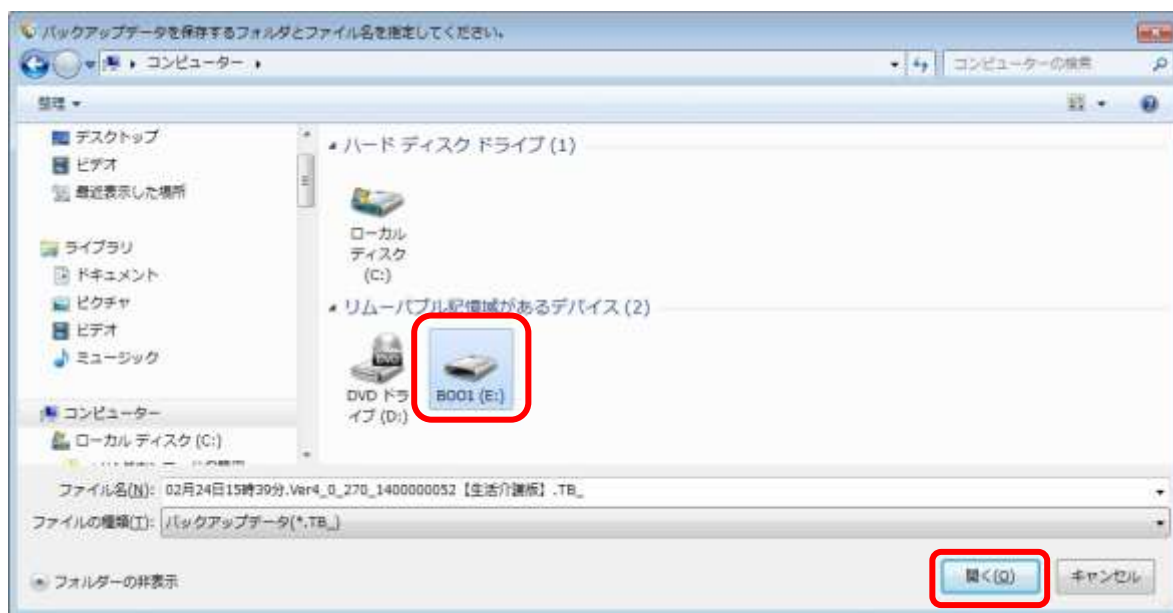 バックアップデータを保存するフォルダとファイル名を指定してください。
コンピューター
コンピューターの検索
整理
デスクトップ
ビデオ
最近表示した場所
ライブラリ
ドキュメント
ピクチャ
ビデオ
ミュージック
コンピューター
ローカル ディスク (C:)
ハード ディスク ドライブ (1)
ローカル
ディスク
(C:)
リムーバブル記憶域があるデバイス (2)
DVD ドラ
イブ (D:)
BOO1 (E:)
ファイル名(N): 02月24日15時39分.Ver4_0_270_1400000052【生活介護版】.TB_
ファイルの種類(T): バックアップデータ(*.TB_)
フォルダーの非表示
開く(O)
キャンセル